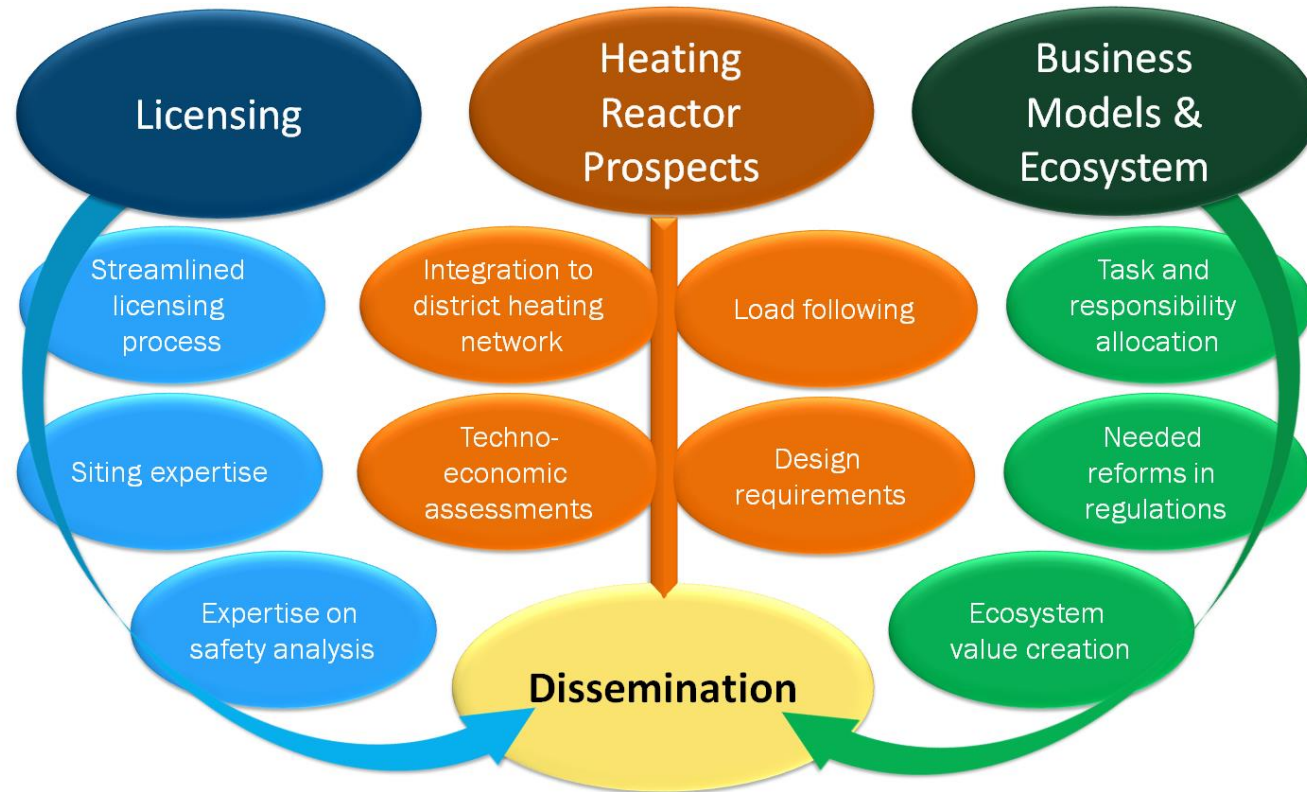 Licensing
Heating
Reactor
Prospects
Business
Models &
Ecosystem
Streamlined
licensing
process
Integration to
district heating
network
Load following
Task and
responsibility
allocation
Siting expertise
Techno-
economic
assessments
Design
requirements
Needed
reforms in
regulations
Expertise on
safety analysis
Ecosystem
value creation
Dissemination